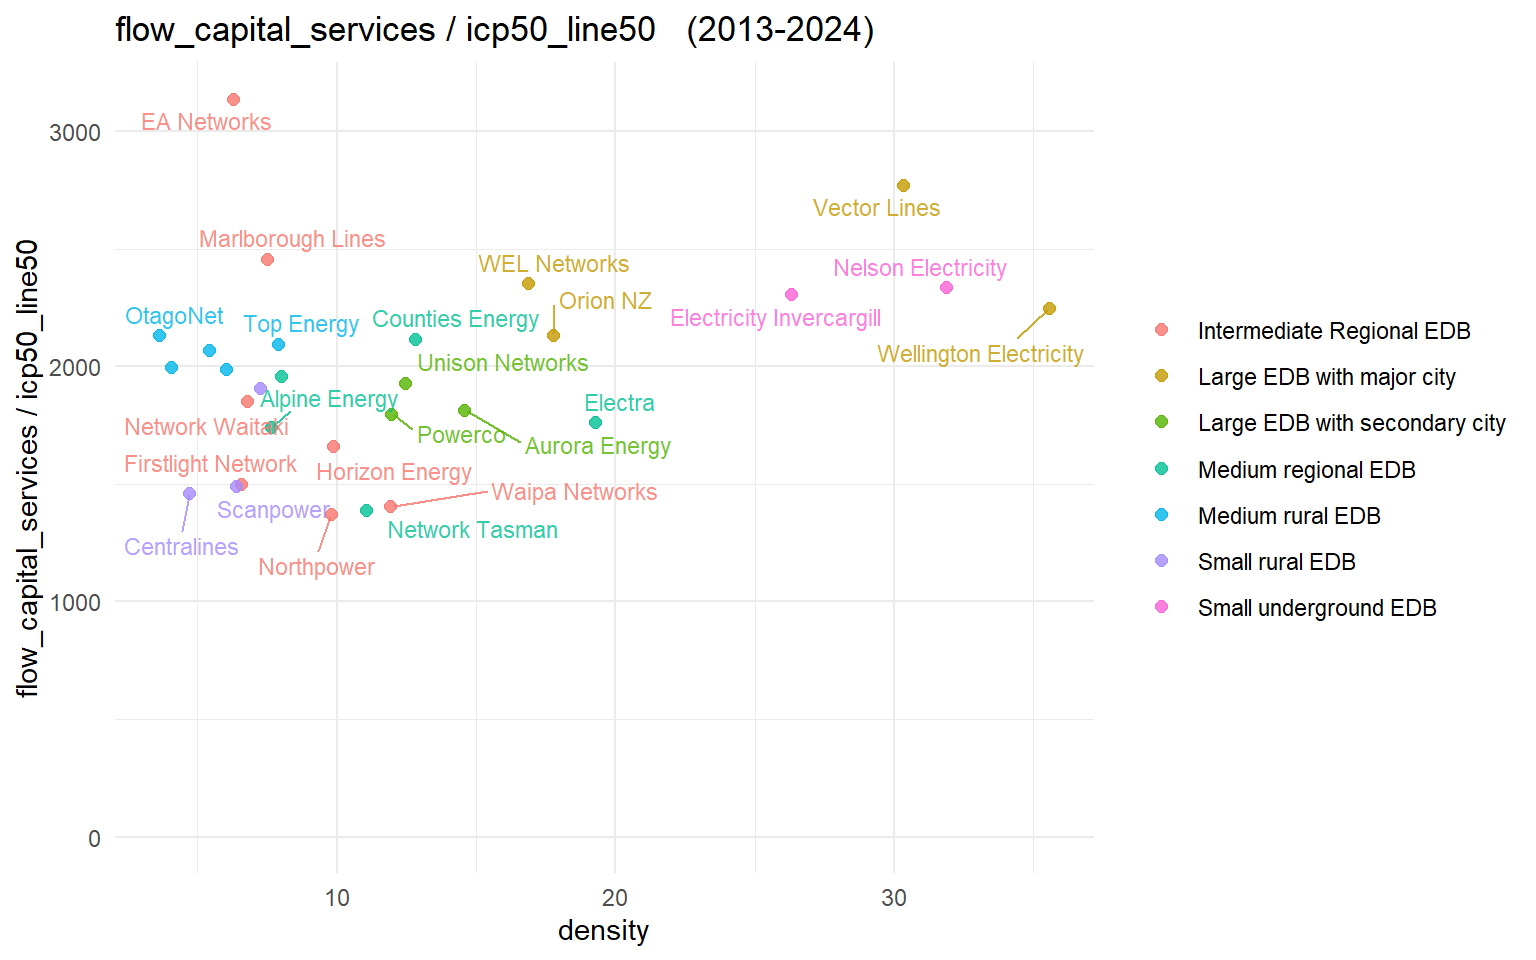 flow_capital_services / icp50_line50 (2013-2024)
flow_capital_services / icp50_line50
3000
2000
1000
0
EA Networks
Vector Lines
Marlborough Lines
WEL Networks
Nelson Electricity
Orion NZ
OtagoNet
Top Energy
Counties Energy
Electricity Invercargill
Wellington Electricity
Unison Networks
Alpine Energy
Electra
Network Waitaki
Powerco
Aurora Energy
Firstlight Network
Horizon Energy
Waipa Networks
Scanpower
Network Tasman
Centralines
Northpower
10
20
30
density
Intermediate Regional EDB
Large EDB with major city
Large EDB with secondary city
Medium regional EDB
Medium rural EDB
Small rural EDB
Small underground EDB